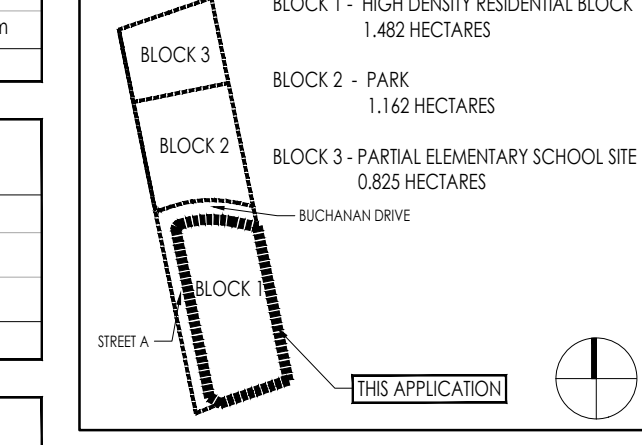 m
BLOCK 1 - HIGH DENSITY RESIDENTIAL BLOCK
1.482 HECTARES
BLOCK 3
BLOCK 2 - PARK
1.162 HECTARES
BLOCK 2
BLOCK 3 - PARTIAL ELEMENTARY SCHOOL SITE
0.825 HECTARES
BUCHANAN DRIVE
BLOCK 1
STREET A
THIS APPLICATION